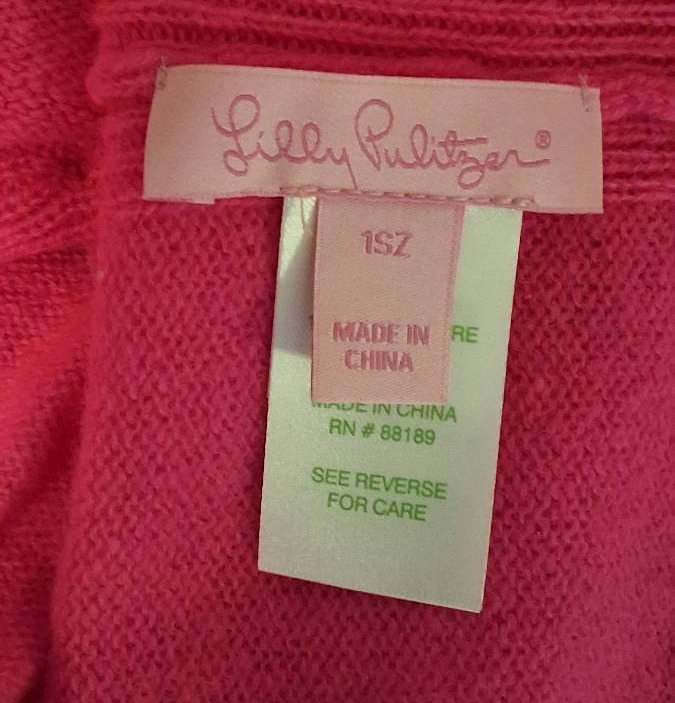 Lilly Pulitzer®
1SZ
MADE IN
CHINA
RE
MADE IN CHINA
RN # 88189
SEE REVERSE
FOR CARE